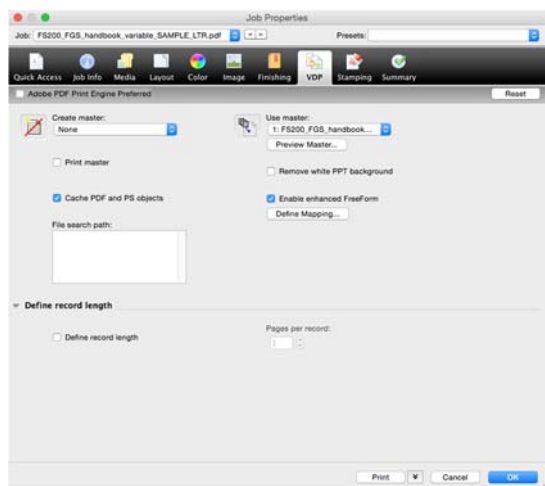 Job Properties
Job: FS200_FGS_handbook_variable_SAMPLE_LTR.pdf
Presets:
Quick Access Job Info Media Layout Color Image Finishing VDP Stamping Summary
Adobe PDF Print Engine Preferred
Reset
Create master:
None
Use master:
1: FS200_FGS_handbook...
Preview Master...
Print master
Remove white PPT background
Cache PDF and PS objects
Enable enhanced FreeForm
Define Mapping...
File search path:
Define record length
Define record length
Pages per record:
Print
Cancel
OK